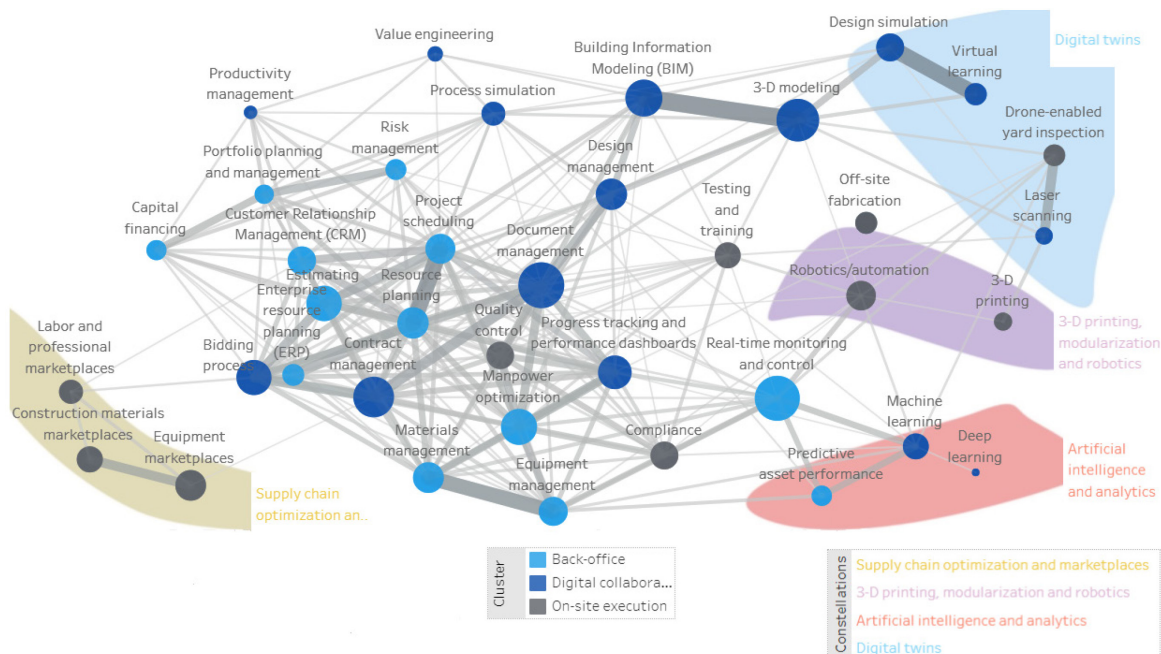 Design simulation
Digital twins
Value engineering
Building Information
Modeling (BIM)
Virtual
learning
Productivity
management
Process simulation
3-D modeling
Drone-enabled
yard inspection
Risk
management
Portfolio planning
and management
Design
management
Testing
and
training
Off-site
fabrication
Laser
scanning
Capital
financing
Customer Relationship
Management (CRM)
Project
scheduling
Document
management
Estimating
Resource
planning
Robotics/automation
3-D
printing
Enterprise
resource
planning (ERP)
Quality
control
Labor and
professional
marketplaces
Bidding
process
Contract
management
Progress tracking and
performance dashboards
Real-time monitoring
and control
3-D printing,
modularization
and robotics
Manpower
optimization
Construction materials
marketplaces
Equipment
marketplaces
Materials
management
Equipment
management
Compliance
Machine
learning
Deep
learning
Predictive
asset performance
Artificial
intelligence
and analytics
Supply chain
optimization an..
Cluster
Back-office
Digital collabora...
On-site execution
Constellations
Supply chain optimization and marketplaces
3-D printing, modularization and robotics
Artificial intelligence and analytics
Digital twins